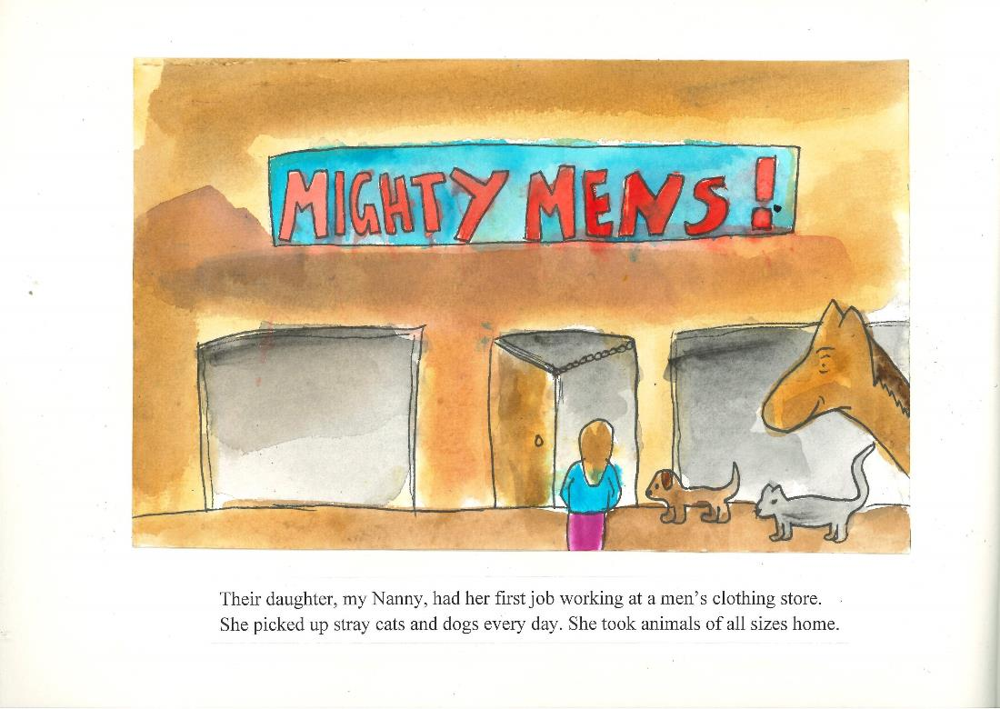 MIGHTY MENS!
Their daughter, my Nanny, had her first job working at a men's clothing store.
She picked up stray cats and dogs every day. She took animals of all sizes home.